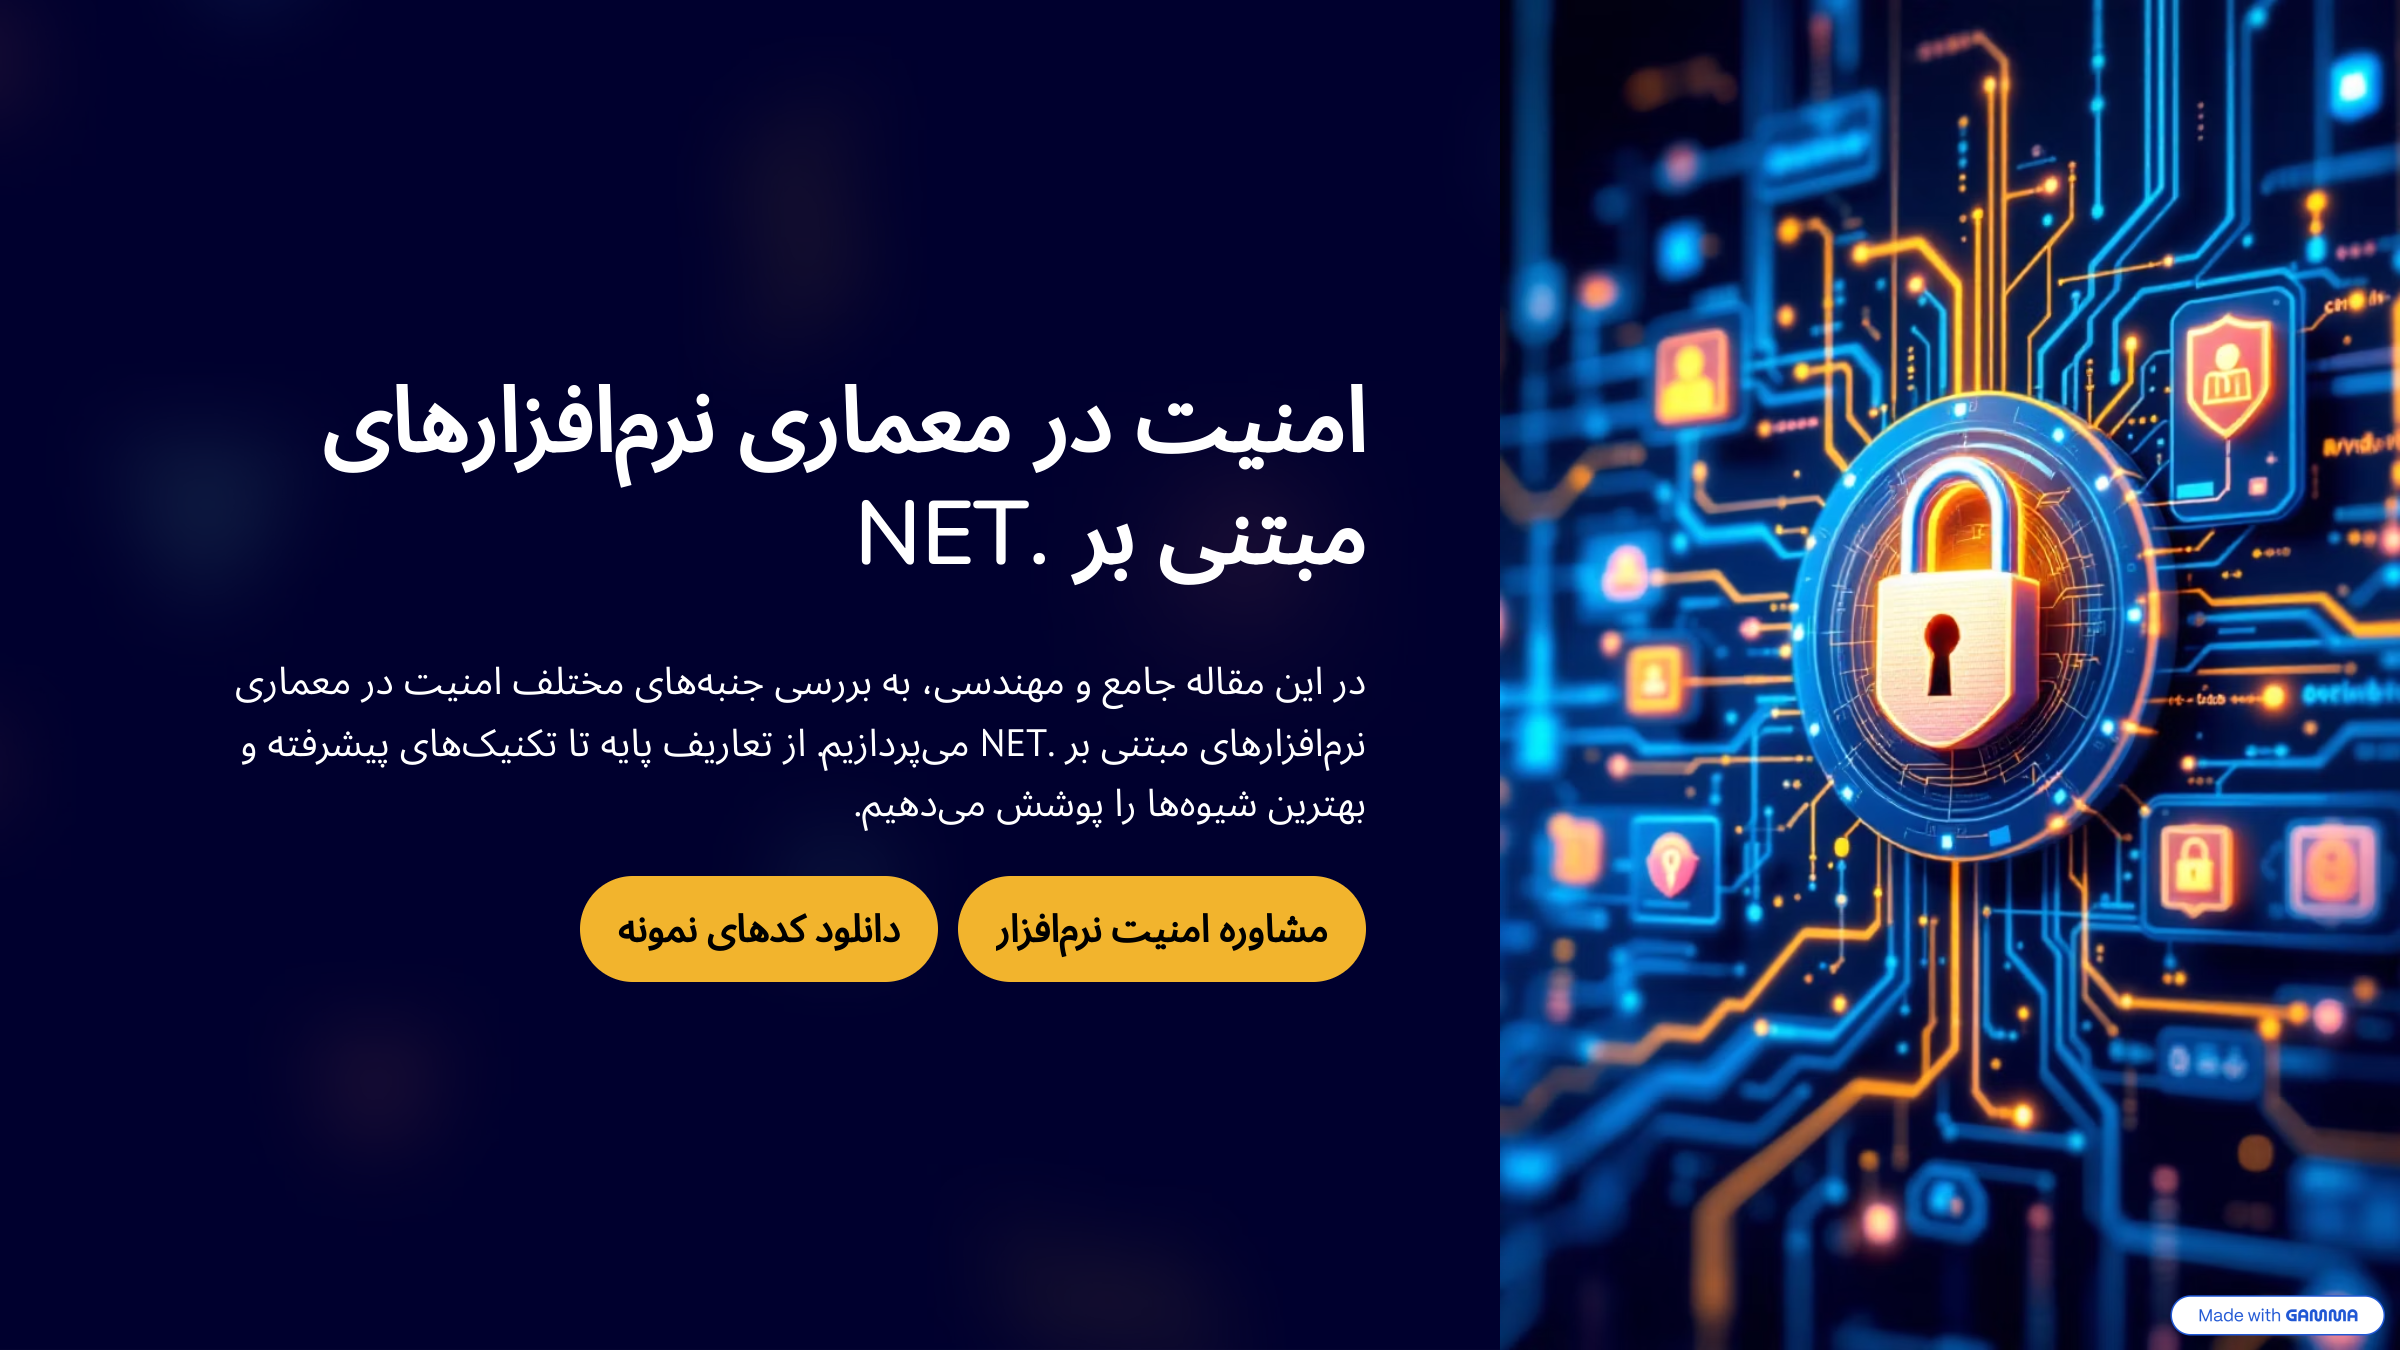 امنیت در معماری نرم‌افزارهای
مبتنی بر .NET
در این مقاله جامع و مهندسی، به بررسی جنبه‌های مختلف امنیت در معماری
نرم‌افزارهای مبتنی بر .NET می‌پردازیم. از تعاریف پایه تا تکنیک‌های پیشرفته و
بهترین شیوه‌ها را پوشش می‌دهیم.
مشاوره امنیت نرم‌افزار
دانلود کدهای نمونه
Made with GAMMA